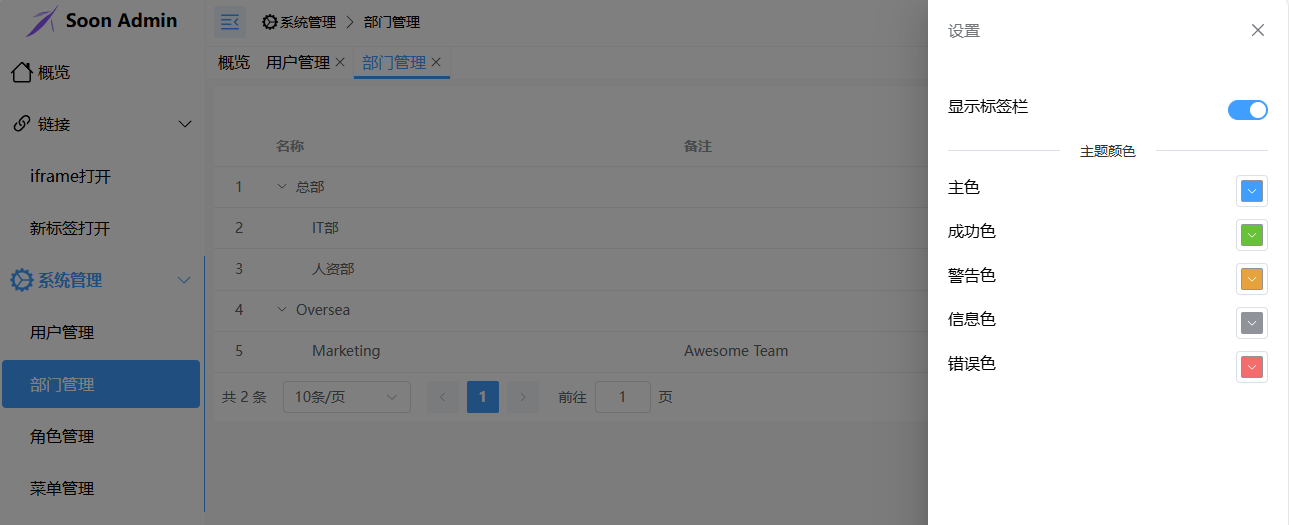 Soon Admin
概览
链接
iframe打开
新标签打开
系统管理
用户管理
部门管理
角色管理
菜单管理
系统管理 部门管理
概览 用户管理 部门管理
名称 备注
1 总部
2 IT部
3 人资部
4 Oversea
5 Marketing Awesome Team
共 2 条 10条/页 1 前往 1 页
设置
显示标签栏
主题颜色
主色
成功色
警告色
信息色
错误色